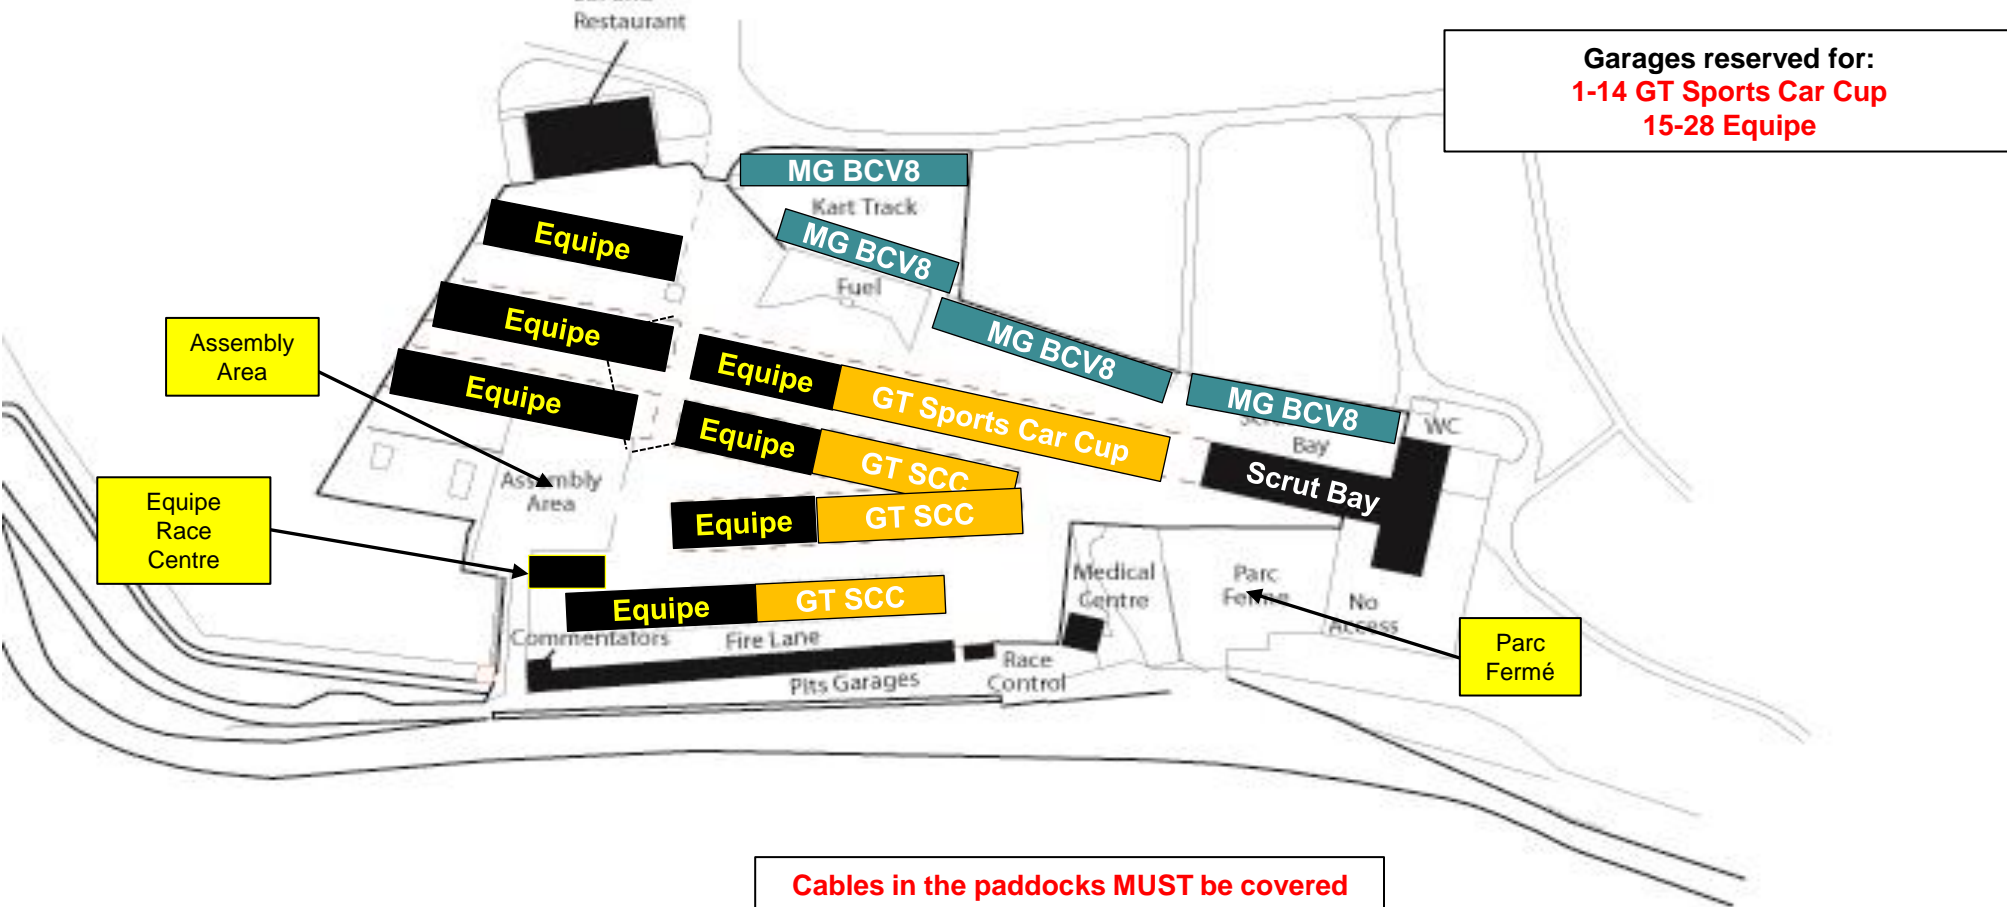 Restaurant
Garages reserved for:
1-14 GT Sports Car Cup
15-28 Equipe
MG BCV8
Kart Track
Equipe
MG BCV8
Fuel
Equipe
MG BCV8
Assembly
Area
Equipe
Equipe
GT Sports Car Cup
MG BCV8
WC
Bay
Equipe
GT SCC
Scrut Bay
Assembly
Area
Equipe
Race
Centre
Equipe
GT SCC
Medical
Centre
Parc
Ferme
No
Access
Equipe
GT SCC
Commentators
Fire Lane
Parc
Fermé
Race
Control
Pits Garages
Cables in the paddocks MUST be covered